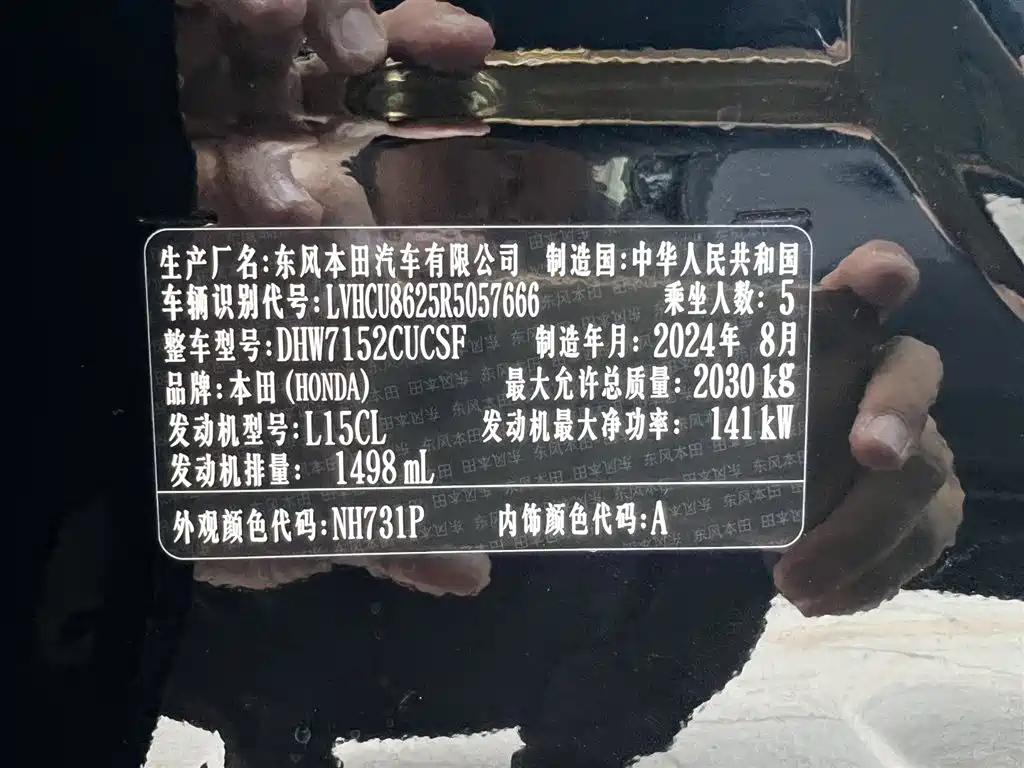 生产厂名:东风本田汽车有限公司 制造国:中华人民共和国
车辆识别代号:LVHCU8625R5057666 乘坐人数: 5
整车型号:DHW7152CUCSF 制造年月: 2024年 8月
品牌:本田(HONDA) 最大允许总质量: 2030 kg
发动机型号:L15CL 发动机最大净功率: 141 kW
发动机排量: 1498 mL
外观颜色代码:NH731P 内饰颜色代码:A